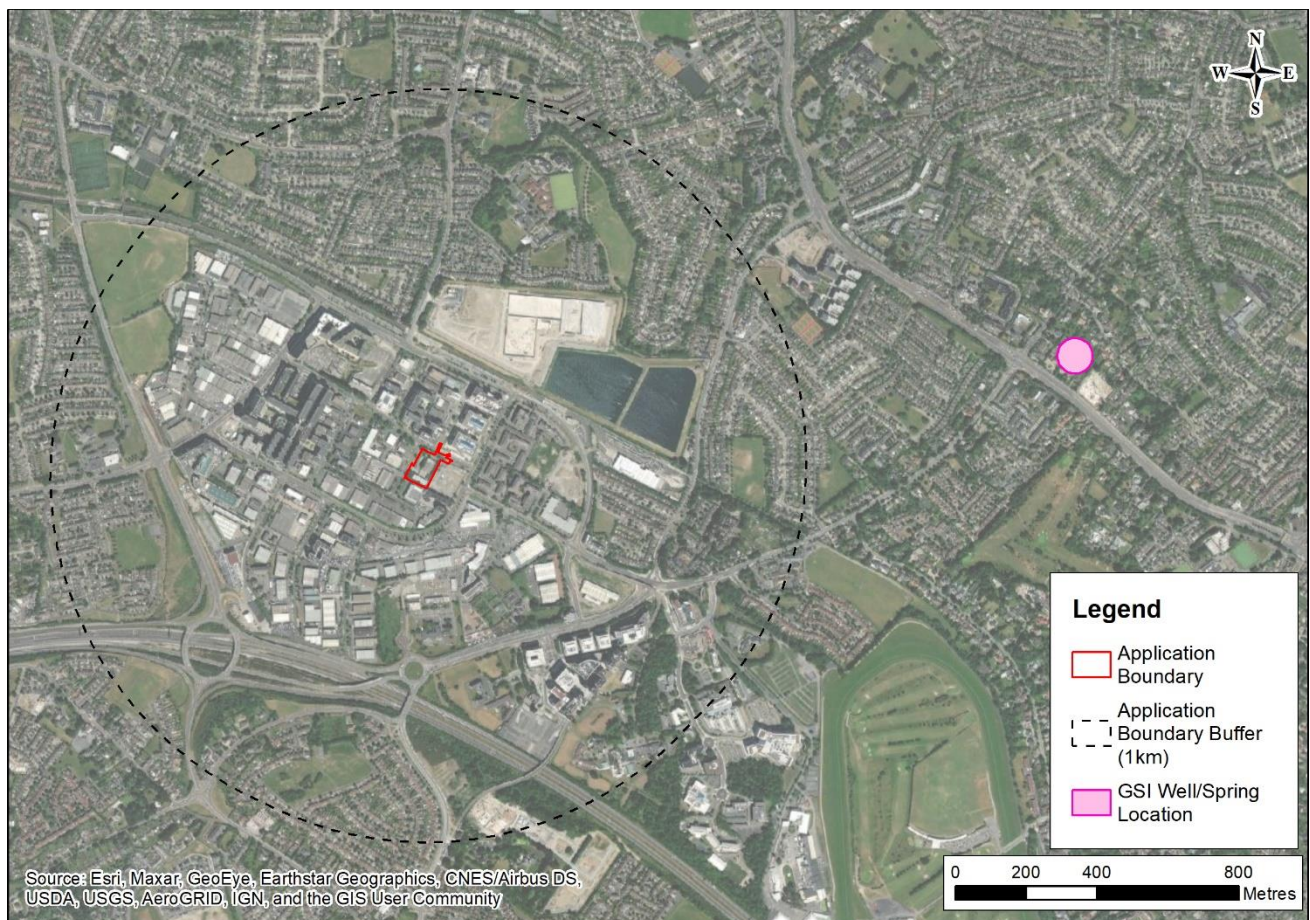 N
W E
S
Legend
Application
Boundary
Application
Boundary Buffer
(1km)
GSI Well/Spring
Location
0 200 400 800
Metres
Source: Esri, Maxar, GeoEye, Earthstar Geographics, CNES/Airbus DS,
USDA, USGS, AeroGRID, IGN, and the GIS User Community